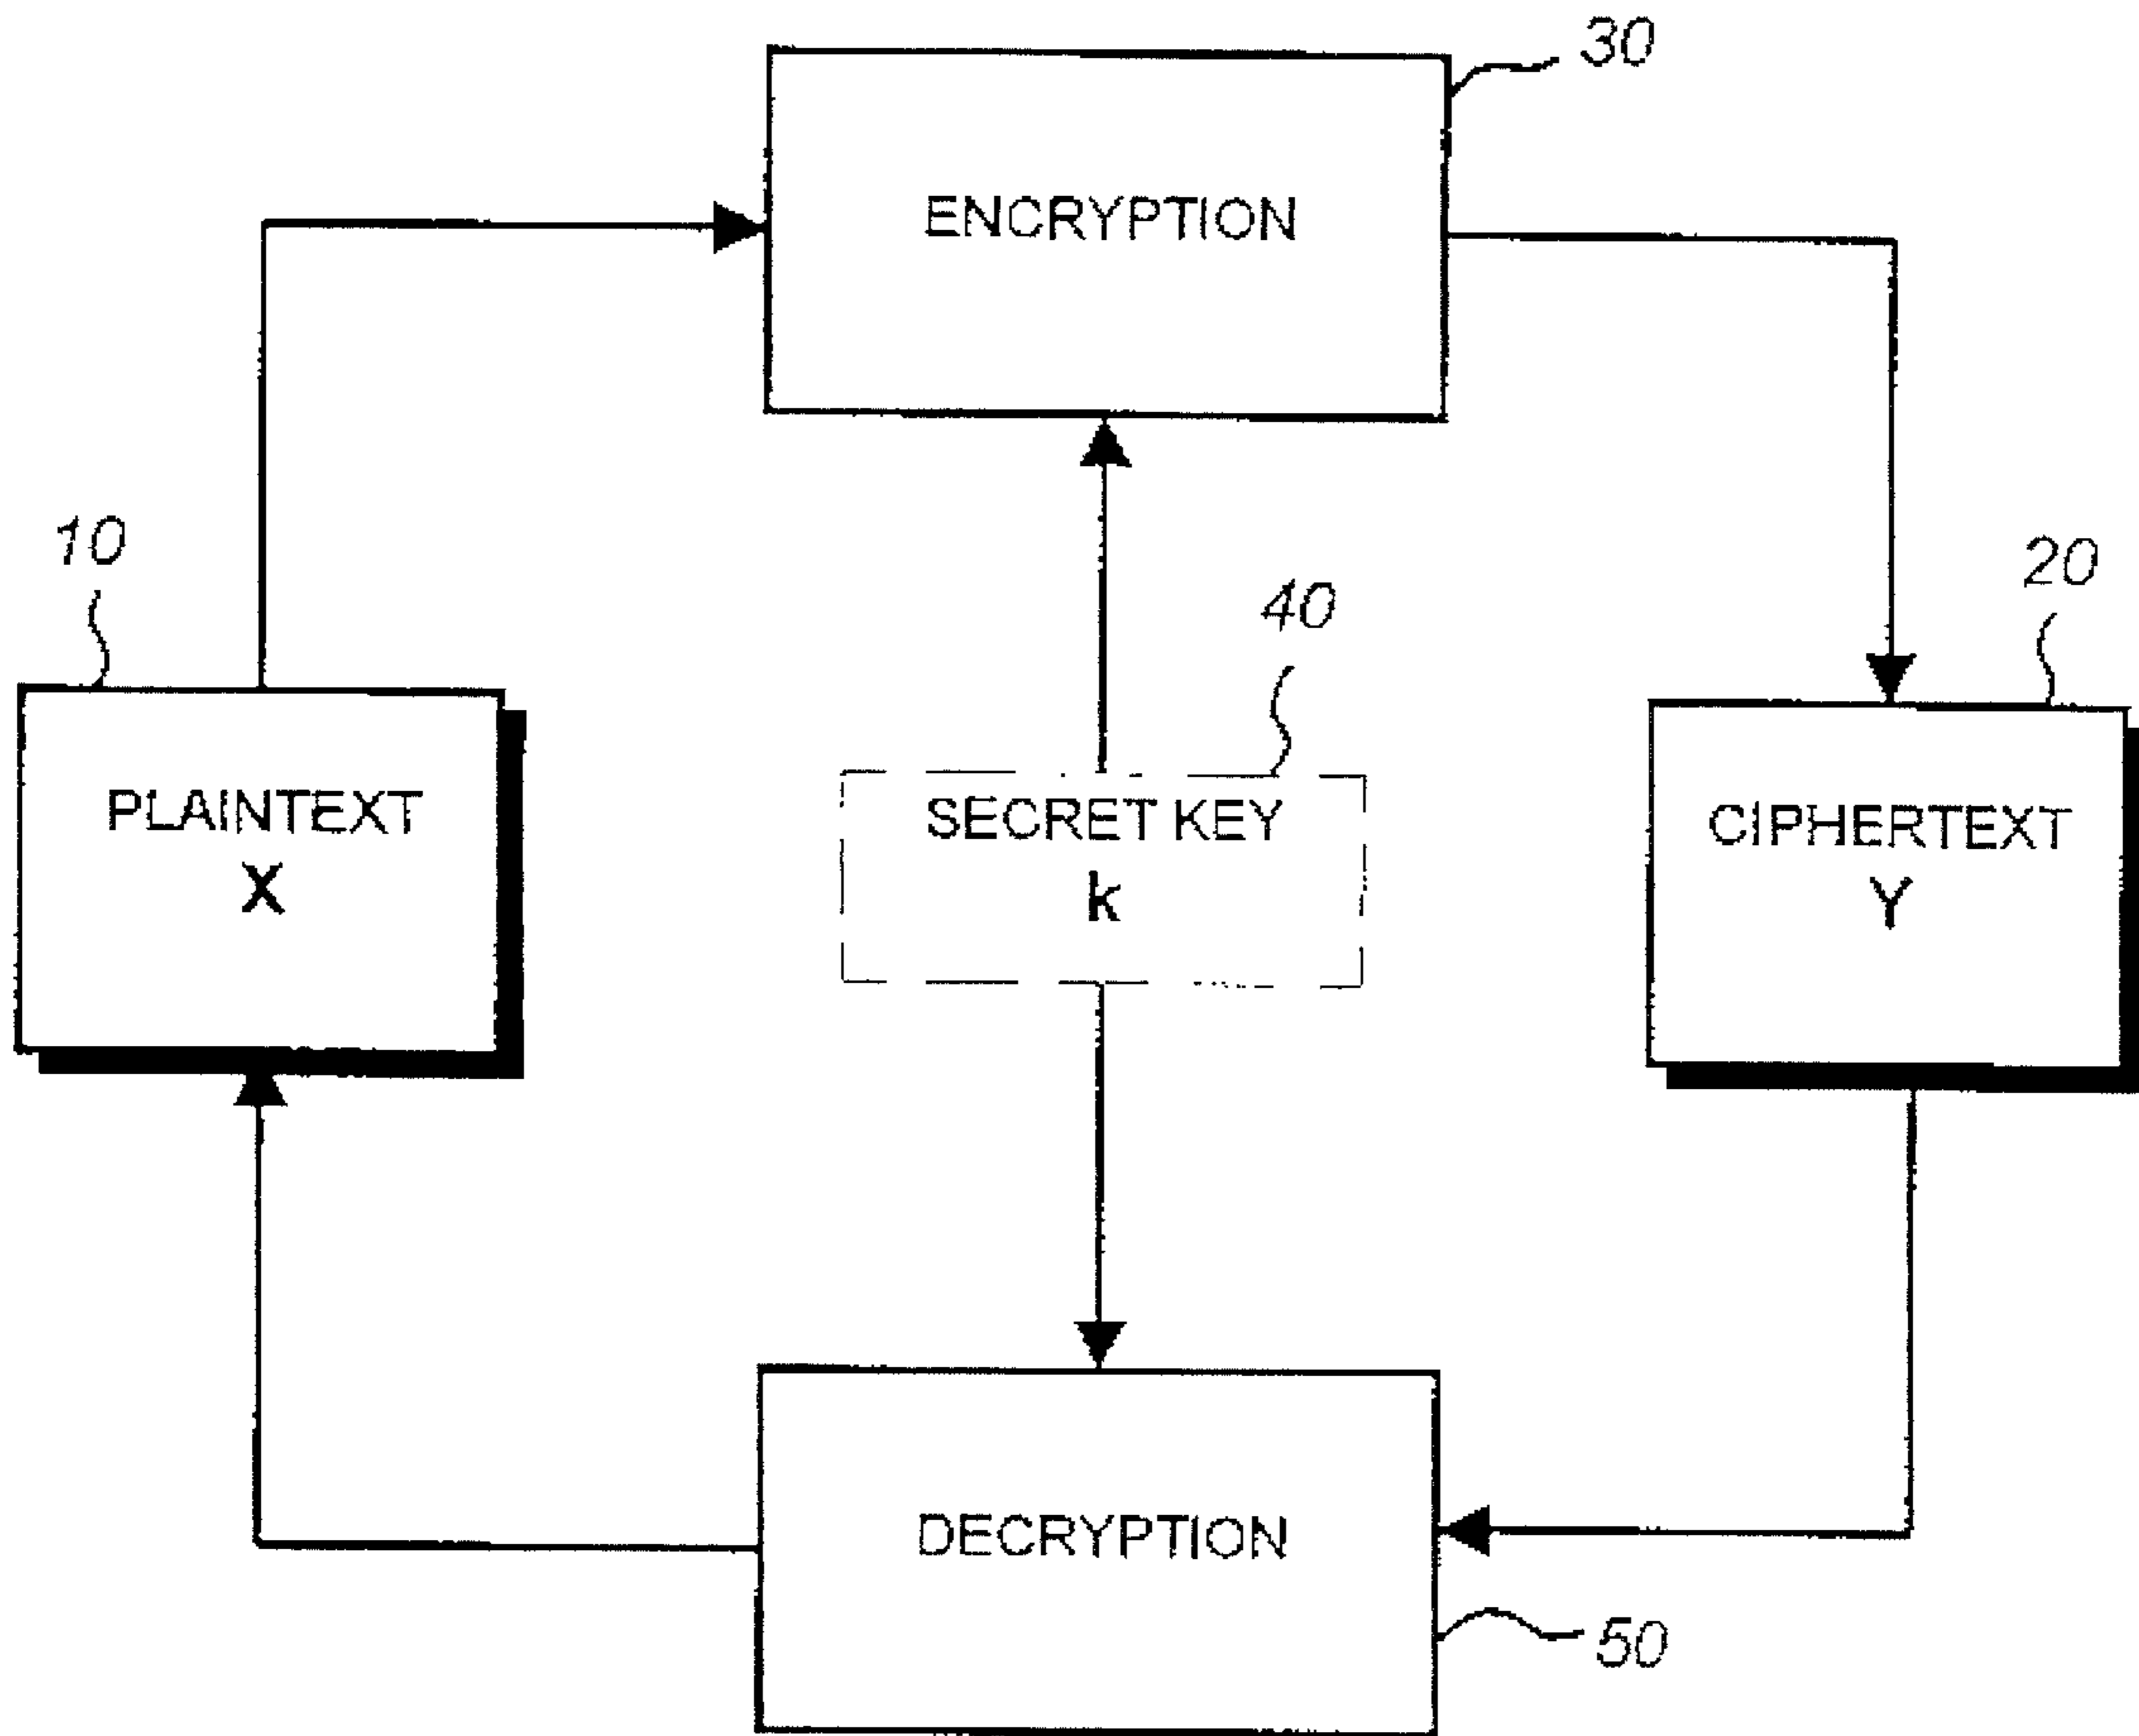 30
ENCRYPTION
10
20
40
PLAINTEXT
X
SECRET KEY
k
CIPHERTEXT
Y
DECRYPTION
50